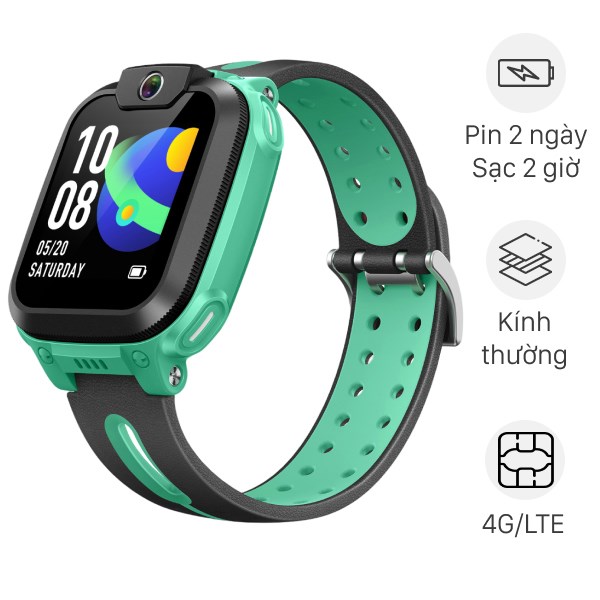 10
08
05/20
SATURDAY
Pin 2 ngày
Sạc 2 giờ
Kính
thường
4G/LTE